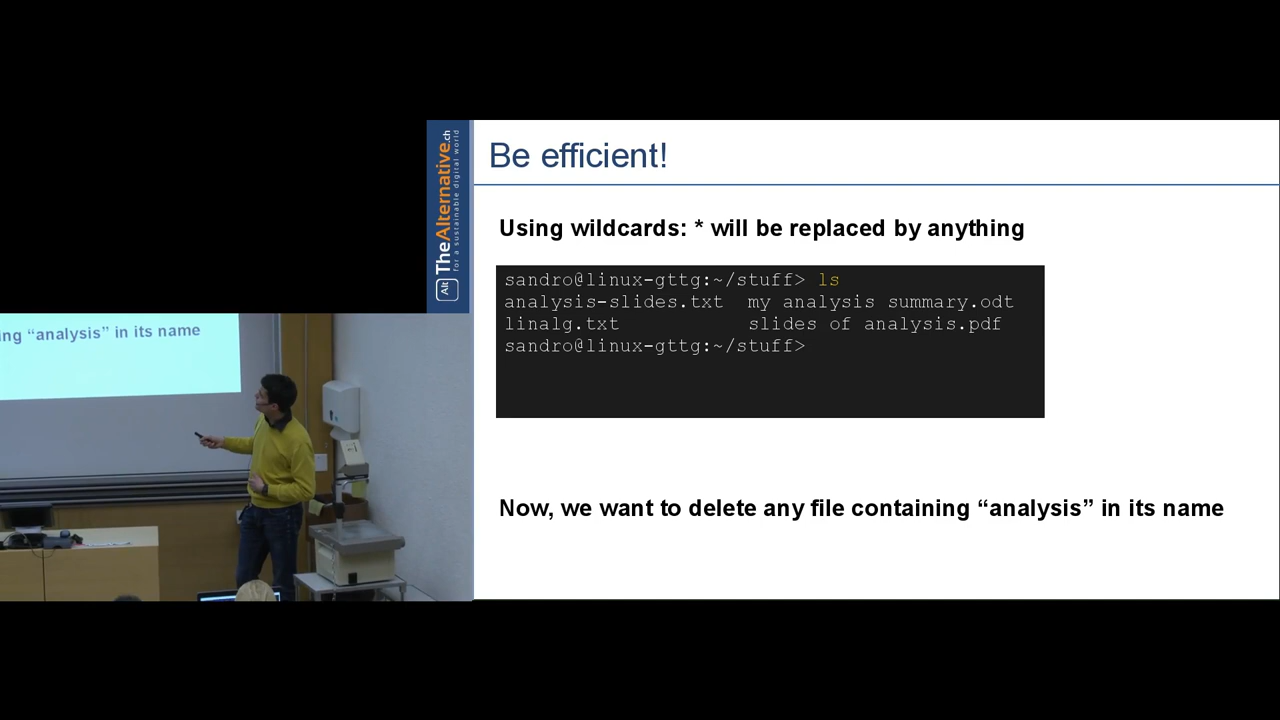 Alt TheAlternative.ch
for a sustainable digital world
Be efficient!
Using wildcards: * will be replaced by anything
sandro@linux-gttg:~/stuff> ls
analysis-slides.txt  my analysis summary.odt
linalg.txt           slides of analysis.pdf
sandro@linux-gttg:~/stuff>
Now, we want to delete any file containing “analysis” in its name
ing “analysis” in its name